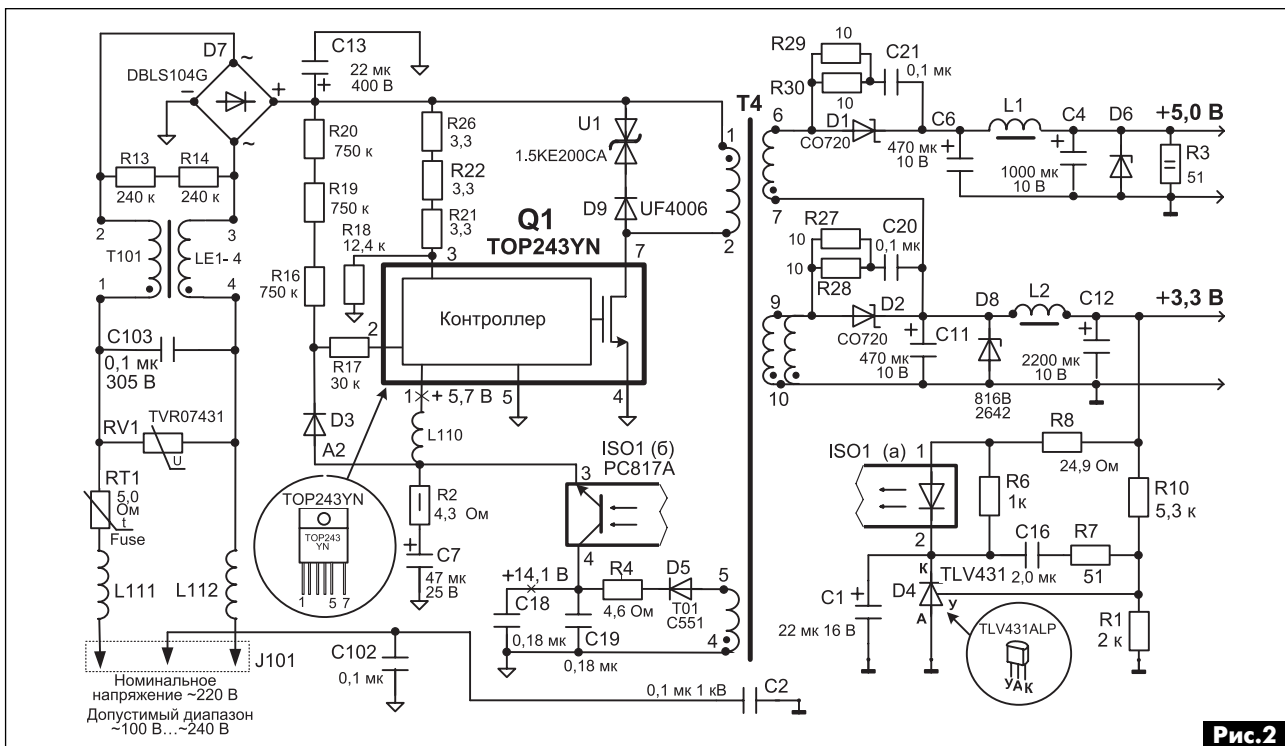 D7
DBLS104G
~
−
+
~
C13
22 мк
400 В
+
R13
240 к
R14
240 к
2
3
T101
LE1- 4
1
4
C103
0,1 мк
305 В
TVR07431
RV1
U
RT1
5,0
Ом
t
Fuse
L111
L112
J101
Номинальное
напряжение ~220 В
Допустимый диапазон
~100 В…~240 В
C102
0,1 мк
R20
750 к
R19
750 к
R16
750 к
R18
12,4 к
R26
3,3
R22
3,3
R21
3,3
3
Q1
TOP243YN
U1
1.5KE200CA
D9
UF4006
7
Контроллер
2
R17
30 к
1
+ 5,7 В
5
4
D3
A2
L110
TOP243YN
TOP243
YN
1
5
7
R2
4,3 Ом
+
C7
47 мк
25 В
ISO1 (б)
PC817A
3
4
+14,1 В
C18
0,18 мк
C19
0,18 мк
R4
4,6 Ом
D5
T01
C551
5
4
0,1 мк 1 кВ
C2
T4
1
2
6
7
9
10
R29
10
R30
10
C21
0,1 мк
D1
CO720
C6
470 мк
10 В
+
L1
C4
+
1000 мк
10 В
D6
+5,0 В
R3
51
R27
10
10
R28
C20
0,1 мк
D2
CO720
+
C11
470 мк
10 В
D8
816B
2642
L2
C12
+
2200 мк
10 В
+3,3 В
ISO1 (а)
1
2
R8
24,9 Ом
R6
1к
R10
5,3 к
C16
2,0 мк
R7
51
К
TLV431
D4
У
А
C1
+
22 мк 16 В
TLV431ALP
УАК
R1
2 к
Рис.2